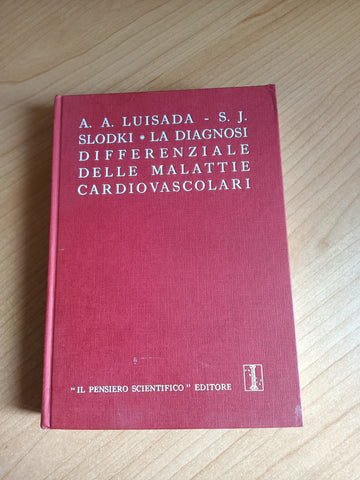 A. A. LUISADA - S. J.
SLODKI • LA DIAGNOSI
DIFFERENZIALE
DELLE MALATTIE
CARDIOVASCOLARI
"IL PENSIERO SCIENTIFICO" EDITORE